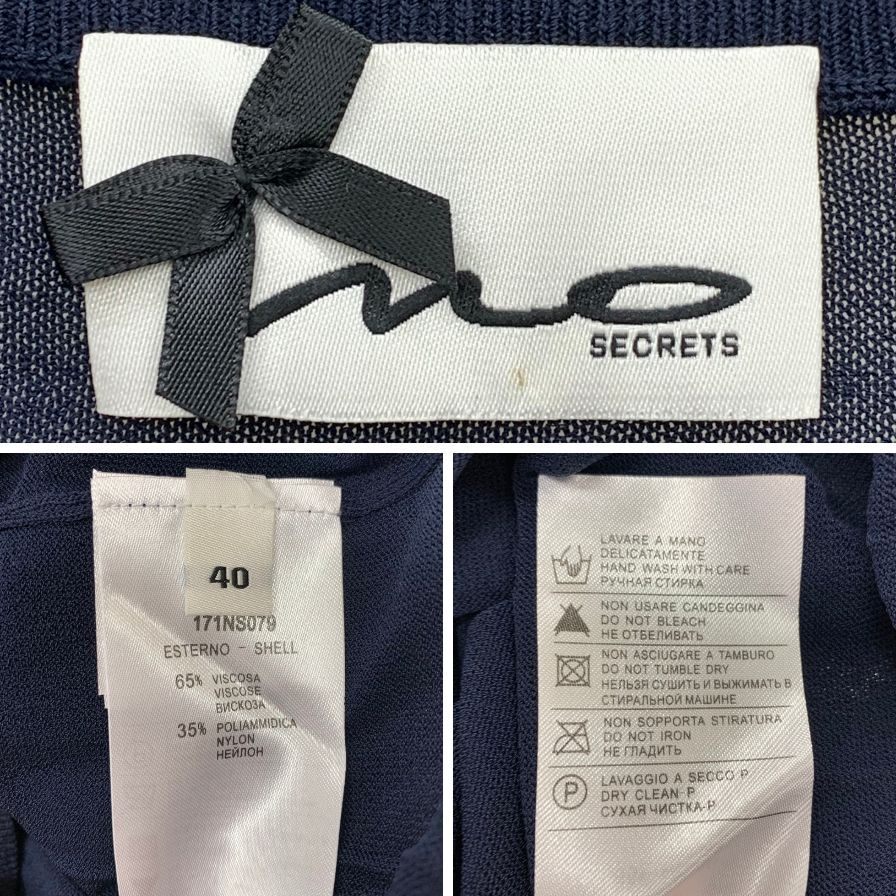 SECRETS
40
171NS079
ESTERNO - SHELL
65% VISCOSA
VISCOSE
ВИСКОЗА
35% POLIAMMIDICA
NYLON
НЕЙЛОН
LAVARE A MANO
DELICATAMENTE
HAND WASH WITH CARE
РУЧНАЯ СТИРКА
NON USARE CANDEGGINA
DO NOT BLEACH
НЕ ОТБЕЛИВАТЬ
NON ASCIUGARE A TAMBURO
DO NOT TUMBLE DRY
НЕЛЬЗЯ СУШИТЬ И ВЫЖИМАТЬ В
СТИРАЛЬНОЙ МАШИНЕ
NON SOPPORTA STIRATURA
DO NOT IRON
НЕ ГЛАДИТЬ
P
LAVAGGIO A SECCO P
DRY CLEAN-P
СУХАЯ ЧИСТКА-P